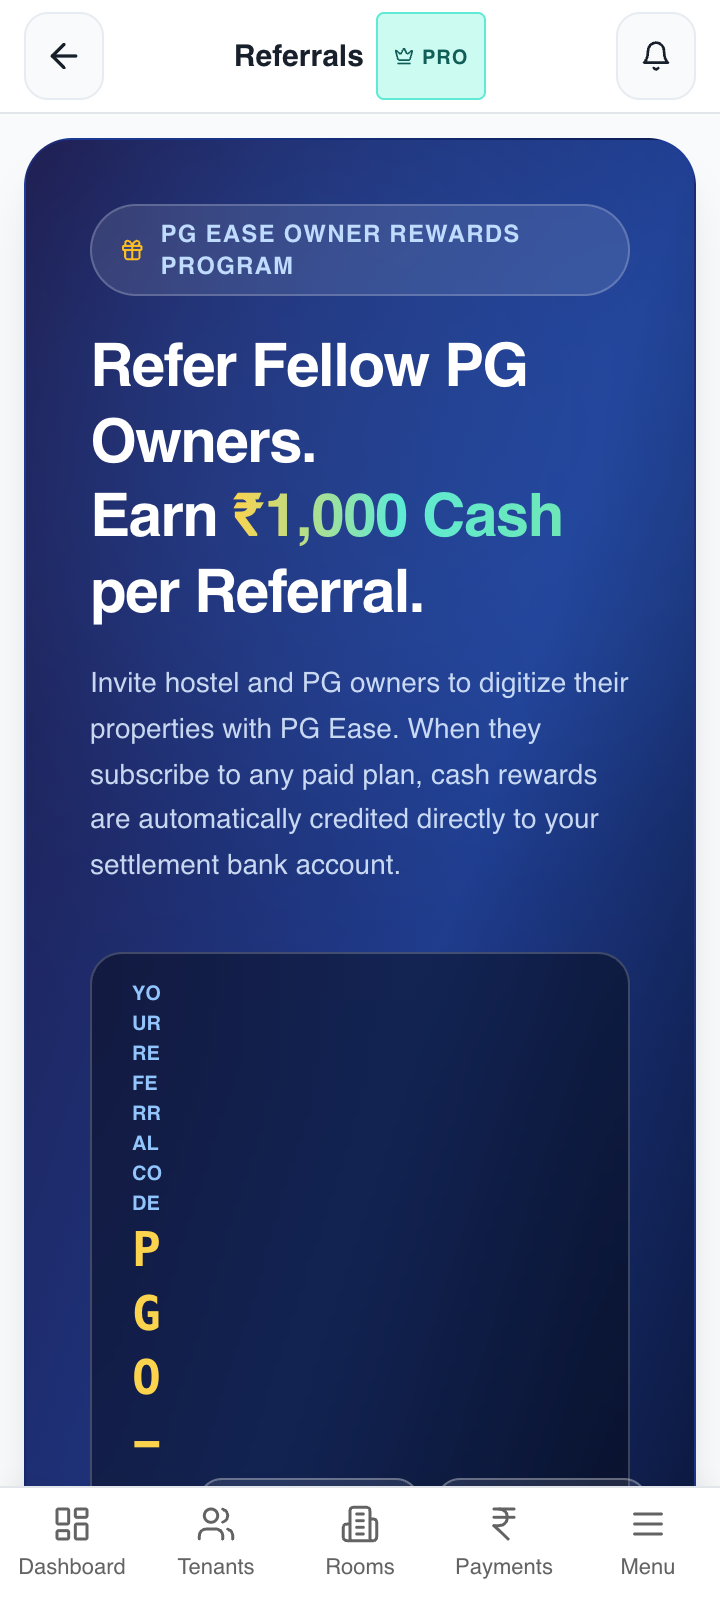 Referrals
PRO
PG EASE OWNER REWARDS
PROGRAM
Refer Fellow PG
Owners.
Earn ₹1,000 Cash
per Referral.
Invite hostel and PG owners to digitize their
properties with PG Ease. When they
subscribe to any paid plan, cash rewards
are automatically credited directly to your
settlement bank account.
YO
UR
RE
FE
RR
AL
CO
DE
P
G
O
–
Dashboard
Tenants
Rooms
Payments
Menu